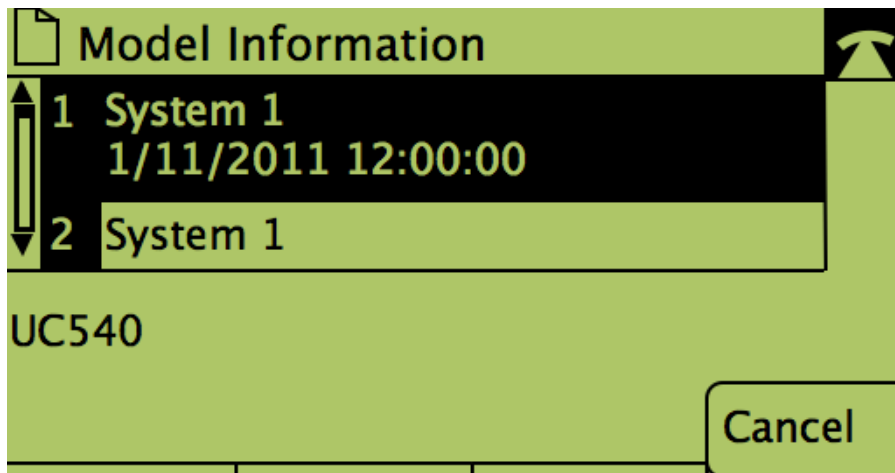 Model Information
1 System 1
1/11/2011 12:00:00
2 System 1
UC540
Cancel